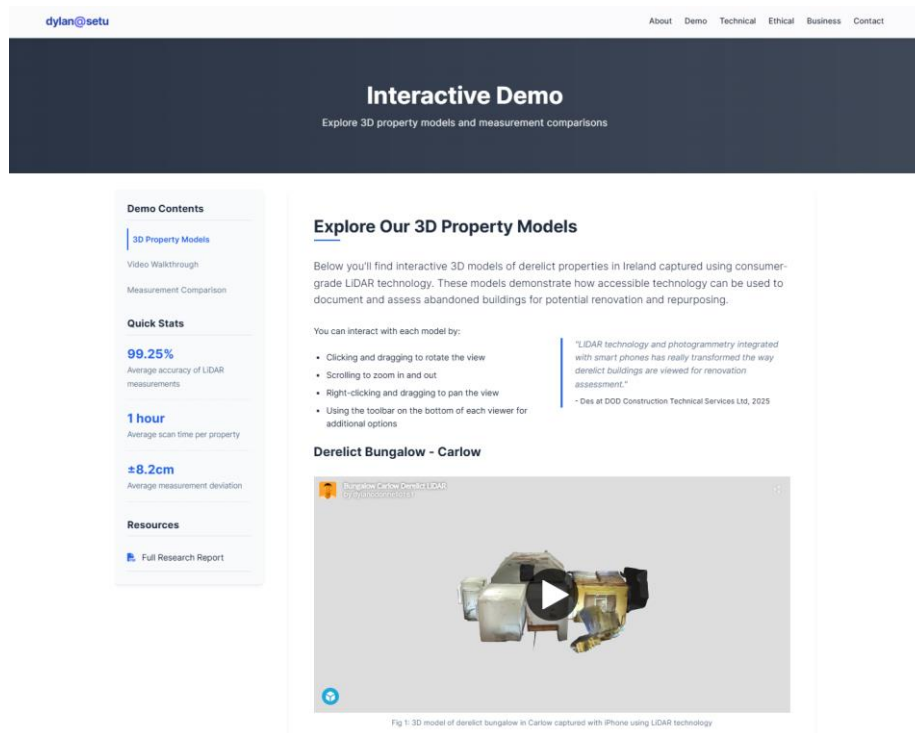 dylan@setu
About Demo Technical Ethical Business Contact
Interactive Demo
Explore 3D property models and measurement comparisons
Demo Contents
3D Property Models
Video Walkthrough
Measurement Comparison
Quick Stats
99.25%
Average accuracy of LiDAR
measurements
1 hour
Average scan time per property
±8.2cm
Average measurement deviation
Resources
Full Research Report
Explore Our 3D Property Models
Below you'll find interactive 3D models of derelict properties in Ireland captured using consumer-
grade LiDAR technology. These models demonstrate how accessible technology can be used to
document and assess abandoned buildings for potential renovation and repurposing.
You can interact with each model by:
• Clicking and dragging to rotate the view
• Scrolling to zoom in and out
• Right-clicking and dragging to pan the view
• Using the toolbar on the bottom of each viewer for
additional options
"LiDAR technology and photogrammetry integrated
with smart phones has really transformed the way
derelict buildings are viewed for renovation
assessment."
- Des at DOD Construction Technical Services Ltd, 2025
Derelict Bungalow - Carlow
Bungalow Carlow Derelict LiDAR
by
Fig 1: 3D model of derelict bungalow in Carlow captured with iPhone using LiDAR technology